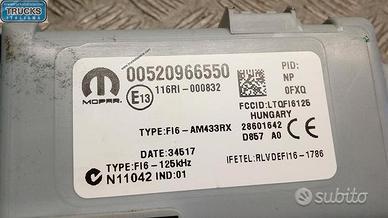 TRUCKS
ITALIANA
MOPAR
00520966550
E13
116RI-000832
PID:
NP
0FXQ
FCCID:LTQFI6125
HUNGARY
TYPE:FI6-AM433RX
28601642
D857 A0
DATE:34517
IFETEL:RLVDEFI16-1786
TYPE:FI6-125kHz
N11042 IND:01
subito